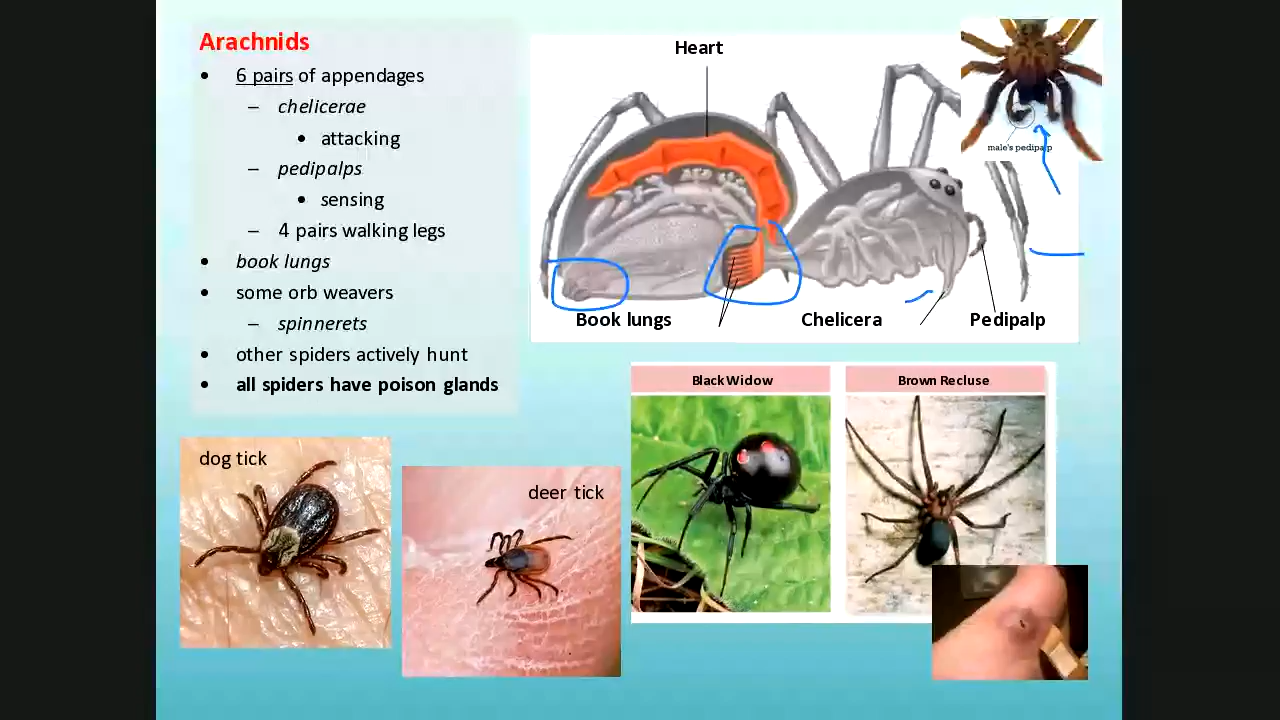 Arachnids
• 6 pairs of appendages
– chelicerae
• attacking
– pedipalps
• sensing
– 4 pairs walking legs
• book lungs
• some orb weavers
– spinnerets
• other spiders actively hunt
• all spiders have poison glands
Heart
male's pedipalp
Book lungs
Chelicera
Pedipalp
Black Widow
Brown Recluse
dog tick
deer tick